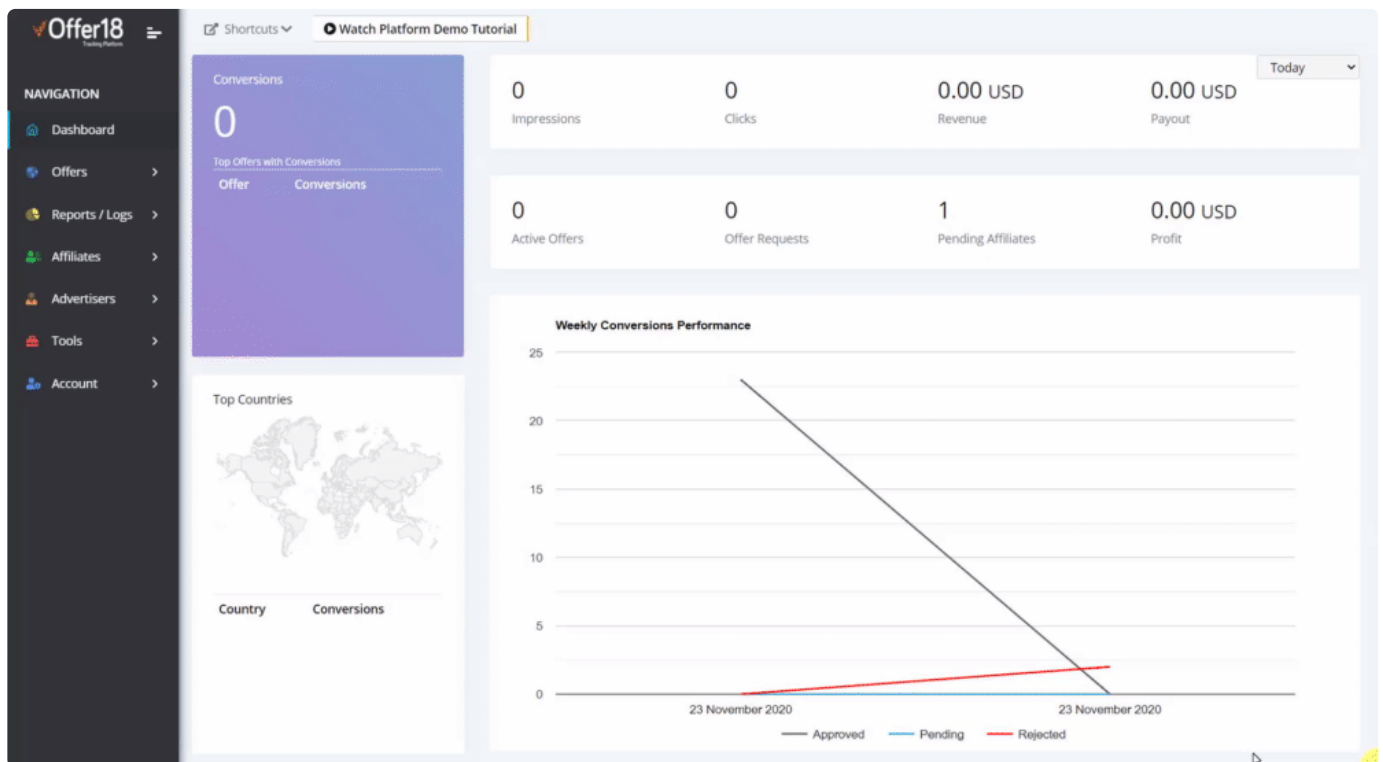 Offer18
Tracking Platform
Shortcuts
Watch Platform Demo Tutorial
NAVIGATION
Dashboard
Offers
Reports / Logs
Affiliates
Advertisers
Tools
Account
Conversions
0
Top Offers with Conversions
Offer Conversions
Top Countries
Country Conversions
Today
0 0 0.00 USD 0.00 USD
Impressions Clicks Revenue Payout
0 0 1 0.00 USD
Active Offers Offer Requests Pending Affiliates Profit
Weekly Conversions Performance
25
20
15
10
5
0
23 November 2020 23 November 2020
Approved Pending Rejected